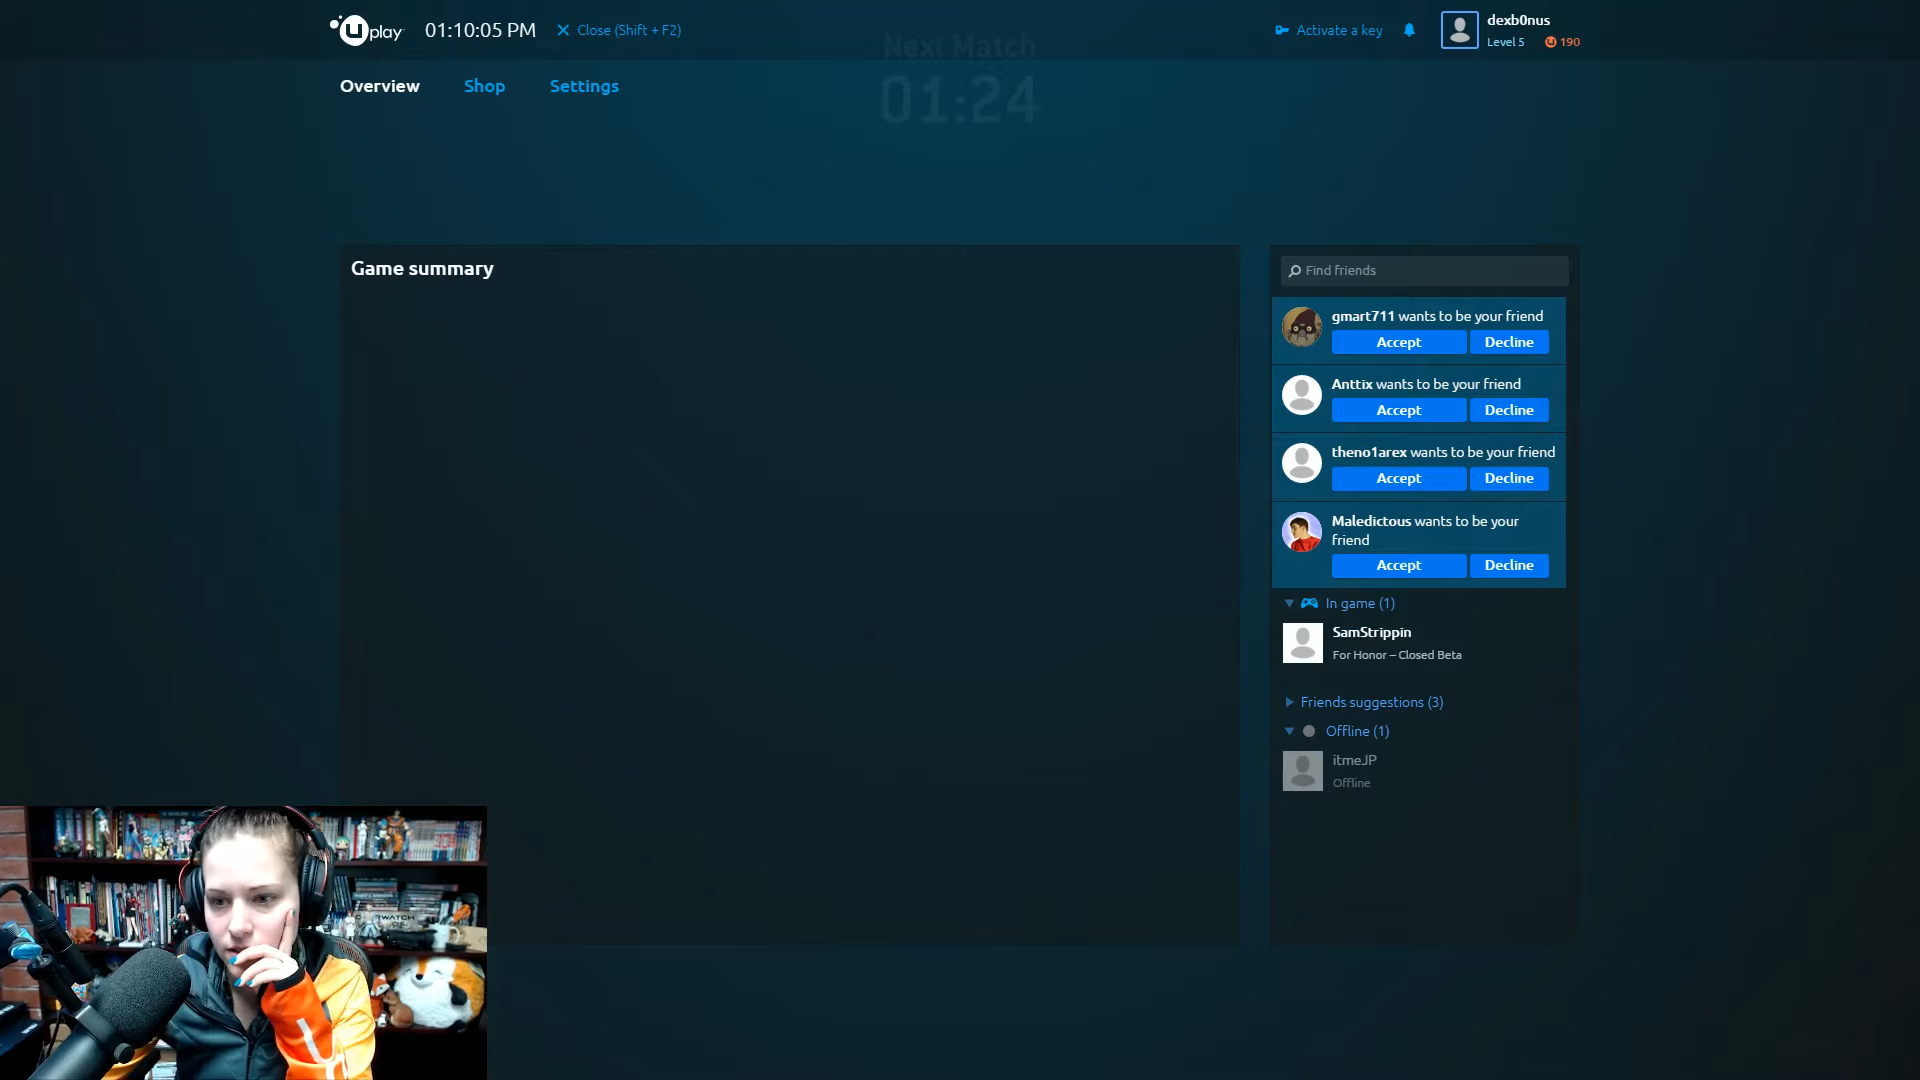 Uplay
01:10:05 PM
Close (Shift + F2)
Next Match
01:24
Activate a key
dexb0nus
Level 5
190
Overview
Shop
Settings
Game summary
Find friends
gmart711 wants to be your friend
Accept
Decline
Anttix wants to be your friend
Accept
Decline
theno1arex wants to be your friend
Accept
Decline
Maledictous wants to be your
friend
Accept
Decline
In game (1)
SamStrippin
For Honor – Closed Beta
Friends suggestions (3)
Offline (1)
itmeJP
Offline